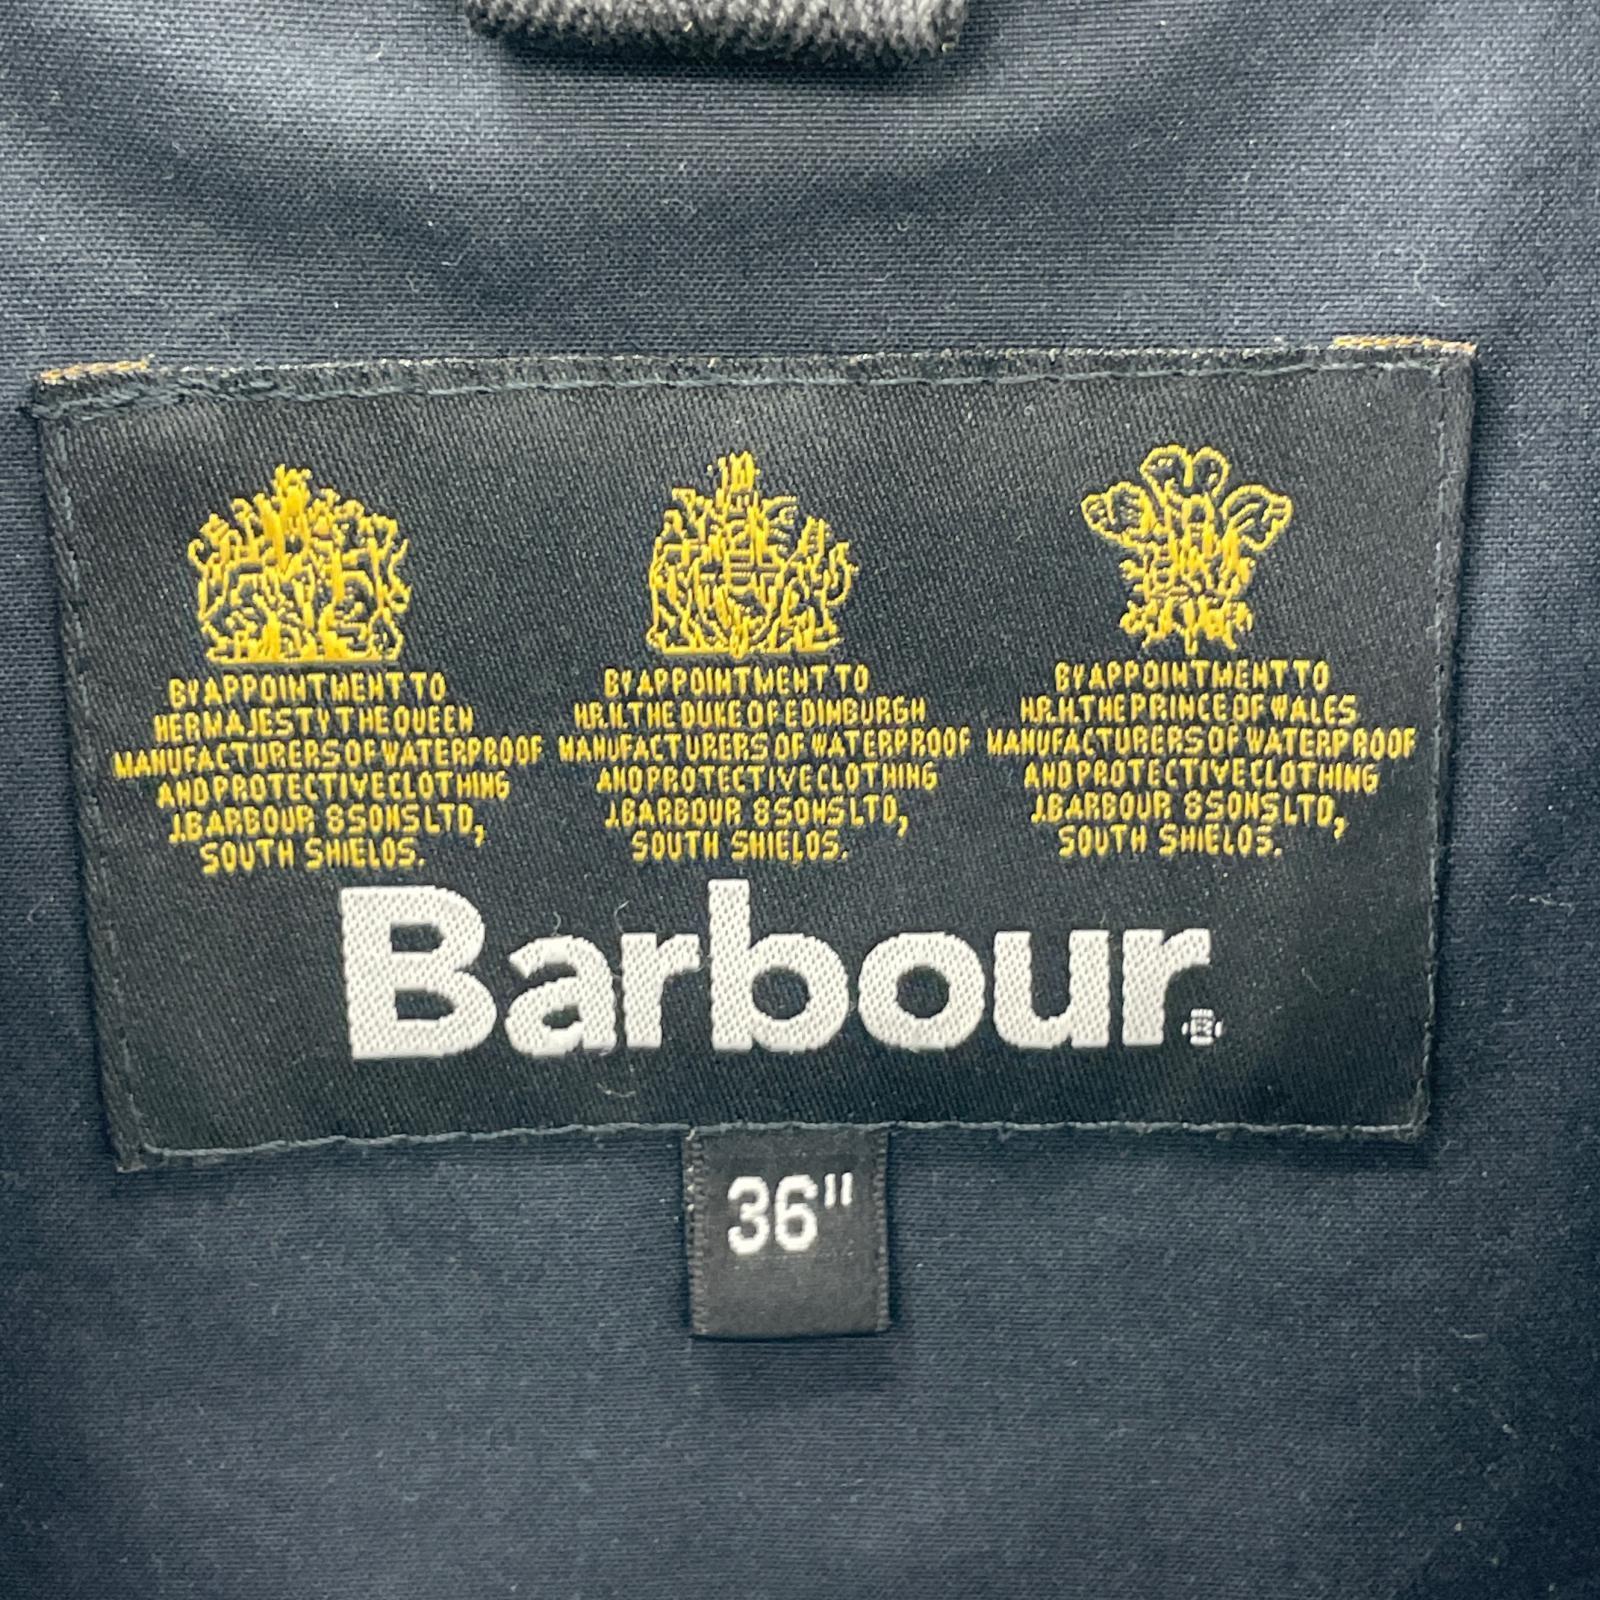 BY APPOINTMENT TO
HER MAJESTY THE QUEEN
MANUFACTURERS OF WATERPROOF
AND PROTECTIVE CLOTHING
J.BARBOUR & SONS LTD,
SOUTH SHIELDS.
BY APPOINTMENT TO
H.R.H. THE DUKE OF EDINBURGH
MANUFACTURERS OF WATERPROOF
AND PROTECTIVE CLOTHING
J.BARBOUR & SONS LTD,
SOUTH SHIELDS.
BY APPOINTMENT TO
H.R.H. THE PRINCE OF WALES
MANUFACTURERS OF WATERPROOF
AND PROTECTIVE CLOTHING
J.BARBOUR & SONS LTD,
SOUTH SHIELDS.
Barbour®
36"